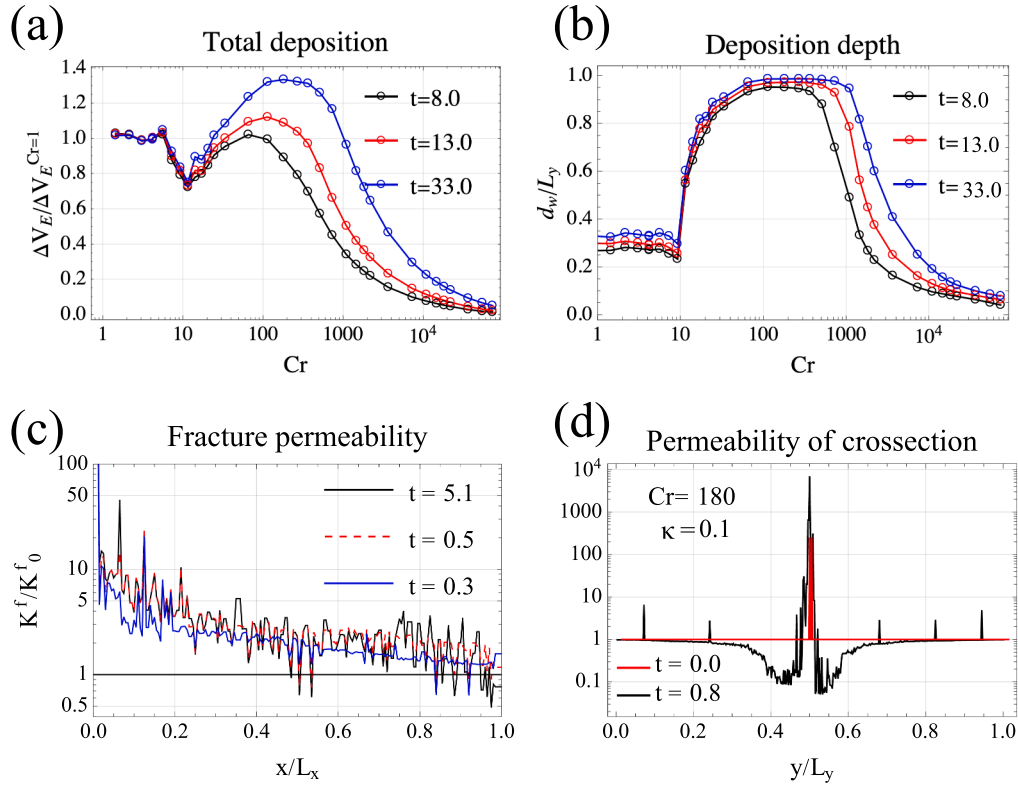 (a)
Total deposition
1.4
1.2
1.0
0.8
0.6
0.4
0.2
0.0
ΔV_E/ΔV_E^{Cr=1}
t=8.0
t=13.0
t=33.0
1 10 100 1000 10^4
Cr
(b)
Deposition depth
1.0
0.8
0.6
0.4
0.2
0.0
d_w/L_y
t=8.0
t=13.0
t=33.0
1 10 100 1000 10^4
Cr
(c)
Fracture permeability
100
50
10
5
1
0.5
K^f/K^f_0
t = 5.1
t = 0.5
t = 0.3
0.0 0.2 0.4 0.6 0.8 1.0
x/L_x
(d)
Permeability of crossection
10^4
1000
100
10
1
0.1
Cr= 180
κ=0.1
t = 0.0
t = 0.8
0.0 0.2 0.4 0.6 0.8 1.0
y/L_y